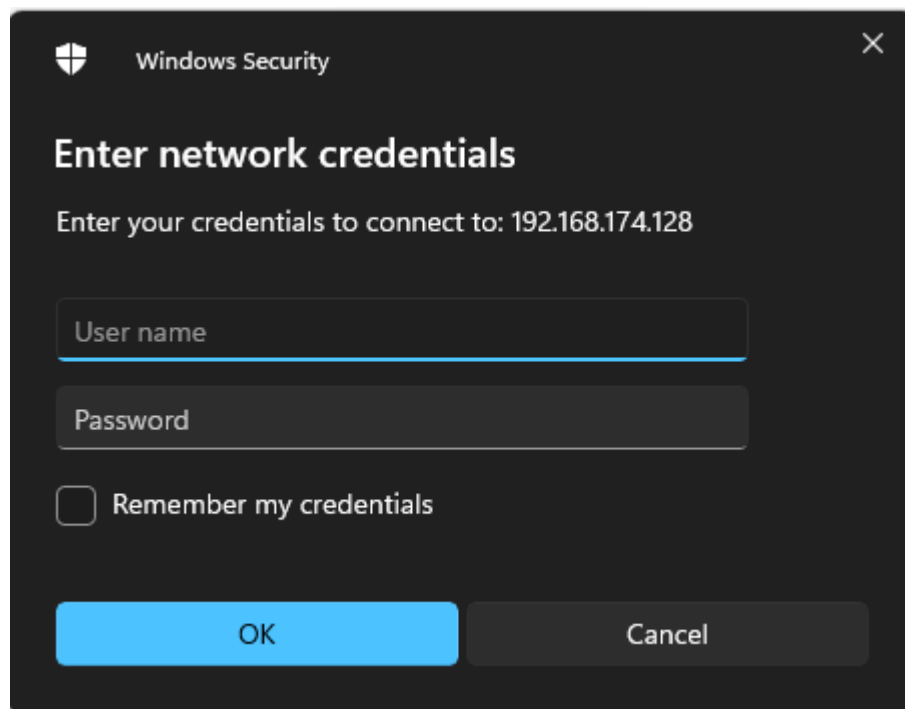 Windows Security
Enter network credentials
Enter your credentials to connect to: 192.168.174.128
User name
Password
Remember my credentials
OK
Cancel